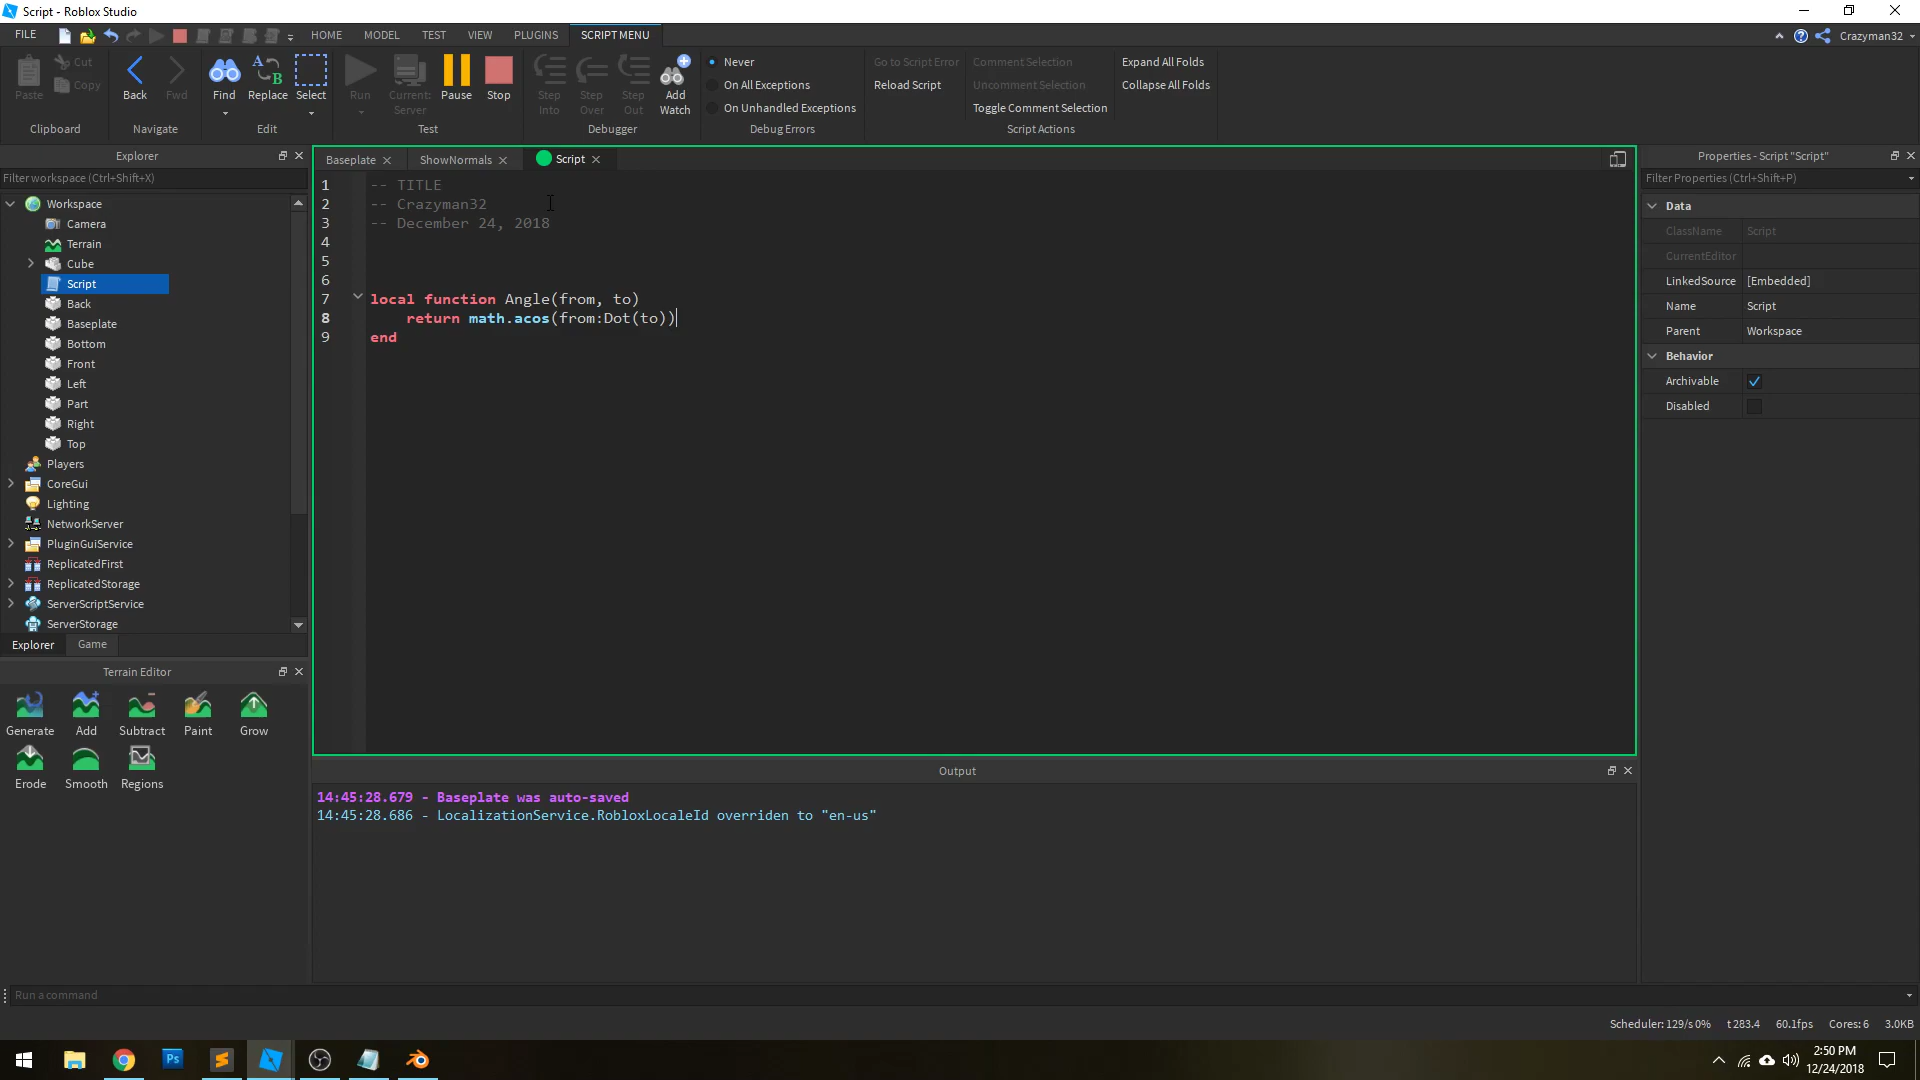 Script - Roblox Studio
FILE
HOME
MODEL
TEST
VIEW
PLUGINS
SCRIPT MENU
Crazyman32
Paste
Cut
Copy
Clipboard
Back
Fwd
Navigate
Find
Replace
Select
Edit
Run
Current:
Server
Pause
Stop
Test
Step
Into
Step
Over
Step
Out
Add
Watch
Debugger
Never
On All Exceptions
On Unhandled Exceptions
Debug Errors
Go to Script Error
Reload Script
Comment Selection
Uncomment Selection
Toggle Comment Selection
Expand All Folds
Collapse All Folds
Script Actions
Explorer
Filter workspace (Ctrl+Shift+X)
Workspace
Camera
Terrain
Cube
Script
Back
Baseplate
Bottom
Front
Left
Part
Right
Top
Players
CoreGui
Lighting
NetworkServer
PluginGuiService
ReplicatedFirst
ReplicatedStorage
ServerScriptService
ServerStorage
Explorer
Game
Terrain Editor
Generate
Add
Subtract
Paint
Grow
Erode
Smooth
Regions
Baseplate
ShowNormals
Script
1 -- TITLE
2 -- Crazyman32
3 -- December 24, 2018
4
5
6
7 local function Angle(from, to)
8 return math.acos(from:Dot(to))
9 end
Output
14:45:28.679 - Baseplate was auto-saved
14:45:28.686 - LocalizationService.RobloxLocaleId overriden to "en-us"
Properties - Script "Script"
Filter Properties (Ctrl+Shift+P)
Data
ClassName Script
CurrentEditor
LinkedSource [Embedded]
Name Script
Parent Workspace
Behavior
Archivable
Disabled
Run a command
Scheduler: 129/s 0% t 283.4 60.1fps Cores: 6 3.0KB
Ps
2:50 PM
12/24/2018